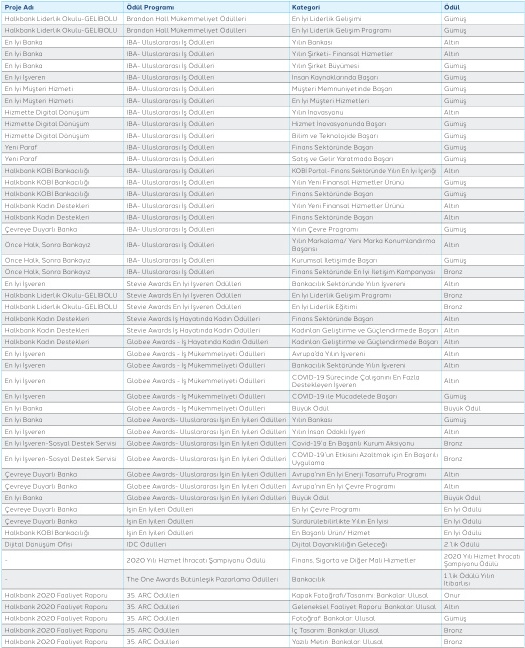 Proje Adı Ödül Programı Kategori Ödül
Halkbank Liderlik Okulu-GELİBOLU Brandon Hall Mükemmeliyet Ödülleri En İyi Liderlik Gelişimi Gümüş
Halkbank Liderlik Okulu-GELİBOLU Brandon Hall Mükemmeliyet Ödülleri En İyi Liderlik Gelişim Programı Gümüş
En İyi Banka IBA- Uluslararası İş Ödülleri Yılın Bankası Altın
En İyi Banka IBA- Uluslararası İş Ödülleri Yılın Şirketi- Finansal Hizmetler Altın
En İyi Banka IBA- Uluslararası İş Ödülleri Yılın Şirket Büyümesi Gümüş
En İyi İşveren IBA- Uluslararası İş Ödülleri İnsan Kaynaklarında Başarı Gümüş
En İyi Müşteri Hizmeti IBA- Uluslararası İş Ödülleri Müşteri Memnuniyetinde Başarı Gümüş
En İyi Müşteri Hizmeti IBA- Uluslararası İş Ödülleri En İyi Müşteri Hizmetleri Gümüş
Hizmette Digital Dönüşüm IBA- Uluslararası İş Ödülleri Yılın İnovasyonu Altın
Hizmette Digital Dönüşüm IBA- Uluslararası İş Ödülleri Hizmet İnovasyonunda Başarı Gümüş
Hizmette Digital Dönüşüm IBA- Uluslararası İş Ödülleri Bilim ve Teknolojide Başarı Gümüş
Yeni Paraf IBA- Uluslararası İş Ödülleri Finans Sektöründe Başarı Gümüş
Yeni Paraf IBA- Uluslararası İş Ödülleri Satış ve Gelir Yaratmada Başarı Gümüş
Halkbank KOBİ Bankacılığı IBA- Uluslararası İş Ödülleri KOBİ Portal- Finans Sektöründe Yılın En İyi İçeriği Altın
Halkbank KOBİ Bankacılığı IBA- Uluslararası İş Ödülleri Yılın Yeni Finansal Hizmetler Ürünü Gümüş
Halkbank KOBİ Bankacılığı IBA- Uluslararası İş Ödülleri Finans Sektöründe Başarı Gümüş
Halkbank Kadın Destekleri IBA- Uluslararası İş Ödülleri Yılın Yeni Finansal Hizmetler Ürünü Altın
Halkbank Kadın Destekleri IBA- Uluslararası İş Ödülleri Finans Sektöründe Başarı Altın
Çevreye Duyarlı Banka IBA- Uluslararası İş Ödülleri Yılın Çevre Programı Gümüş
Önce Halk, Sonra Bankayız IBA- Uluslararası İş Ödülleri Yılın Markalama/ Yeni Marka Konumlandırma Başarısı Altın
Önce Halk, Sonra Bankayız IBA- Uluslararası İş Ödülleri Kurumsal İletişimde Başarı Gümüş
Önce Halk, Sonra Bankayız IBA- Uluslararası İş Ödülleri Finans Sektöründe En İyi İletişim Kampanyası Bronz
En İyi İşveren Stevie Awards En İyi İşveren Ödülleri Bankacılık Sektöründe Yılın İşvereni Altın
Halkbank Liderlik Okulu-GELİBOLU Stevie Awards En İyi İşveren Ödülleri En İyi Liderlik Gelişim Programı Bronz
Halkbank Liderlik Okulu-GELİBOLU Stevie Awards En İyi İşveren Ödülleri En İyi Liderlik Eğitimi Bronz
Halkbank Kadın Destekleri Stevie Awards İş Hayatında Kadın Ödülleri Finans Sektöründe Başarı Altın
Halkbank Kadın Destekleri Stevie Awards İş Hayatında Kadın Ödülleri Kadınları Geliştirme ve Güçlendirmede Başarı Altın
Halkbank Kadın Destekleri Globee Awards - İş Hayatında Kadın Ödülleri Kadınları Geliştirme ve Güçlendirmede Başarı Altın
En İyi İşveren Globee Awards - İş Mükemmeliyeti Ödülleri Avrupa'da Yılın İşvereni Altın
En İyi İşveren Globee Awards - İş Mükemmeliyeti Ödülleri Bankacılık Sektöründe Yılın İşvereni Altın
En İyi İşveren Globee Awards - İş Mükemmeliyeti Ödülleri COVID-19 Sürecinde Çalışanını En Fazla Destekleyen İşveren Altın
En İyi İşveren Globee Awards - İş Mükemmeliyeti Ödülleri COVID-19 ile Mücadelede Başarı Gümüş
En İyi Banka Globee Awards - İş Mükemmeliyeti Ödülleri Büyük Ödül Büyük Ödül
En İyi Banka Globee Awards- Uluslararası İşin En İyileri Ödülleri Yılın Bankası Gümüş
En İyi İşveren Globee Awards- Uluslararası İşin En İyileri Ödülleri Yılın İnsan Odaklı İşyeri Altın
En İyi İşveren-Sosyal Destek Servisi Globee Awards- Uluslararası İşin En İyileri Ödülleri Covid-19'a En Başarılı Kurum Aksiyonu Bronz
En İyi İşveren-Sosyal Destek Servisi Globee Awards- Uluslararası İşin En İyileri Ödülleri COVID-19'un Etkisini Azaltmak için En Başarılı Uygulama Bronz
Çevreye Duyarlı Banka Globee Awards- Uluslararası İşin En İyileri Ödülleri Avrupa'nın En İyi Enerji Tasarrufu Programı Altın
Çevreye Duyarlı Banka Globee Awards- Uluslararası İşin En İyileri Ödülleri Avrupa'nın En İyi Çevre Programı Altın
En İyi Banka Globee Awards- Uluslararası İşin En İyileri Ödülleri Büyük Ödül Büyük Ödül
Çevreye Duyarlı Banka İşin En İyileri Ödülleri En İyi Çevre Programı En İyi Ödülü
Çevreye Duyarlı Banka İşin En İyileri Ödülleri Sürdürülebilirlikte Yılın En İyisi En İyi Ödülü
Halkbank KOBİ Bankacılığı İşin En İyileri Ödülleri En Başarılı Ürün/ Hizmet En İyi Ödülü
Dijital Dönüşüm Ofisi IDC Ödülleri Dijital Dayanıklılığın Geleceği 2.'lik Ödülü
- 2020 Yılı Hizmet İhracatı Şampiyonu Ödülü Finans, Sigorta ve Diğer Mali Hizmetler 2020 Yılı Hizmet İhracatı Şampiyonu Ödülü
- The One Awards Bütünleşik Pazarlama Ödülleri Bankacılık 1.'lik Ödülü Yılın İtibarlısı
Halkbank 2020 Faaliyet Raporu 35. ARC Ödülleri Kapak Fotoğrafı/Tasarımı: Bankalar: Ulusal Onur
Halkbank 2020 Faaliyet Raporu 35. ARC Ödülleri Geleneksel Faaliyet Raporu: Bankalar: Ulusal Altın
Halkbank 2020 Faaliyet Raporu 35. ARC Ödülleri Fotoğraf: Bankalar: Ulusal Gümüş
Halkbank 2020 Faaliyet Raporu 35. ARC Ödülleri İç Tasarım: Bankalar: Ulusal Bronz
Halkbank 2020 Faaliyet Raporu 35. ARC Ödülleri Yazılı Metin: Bankalar: Ulusal Bronz